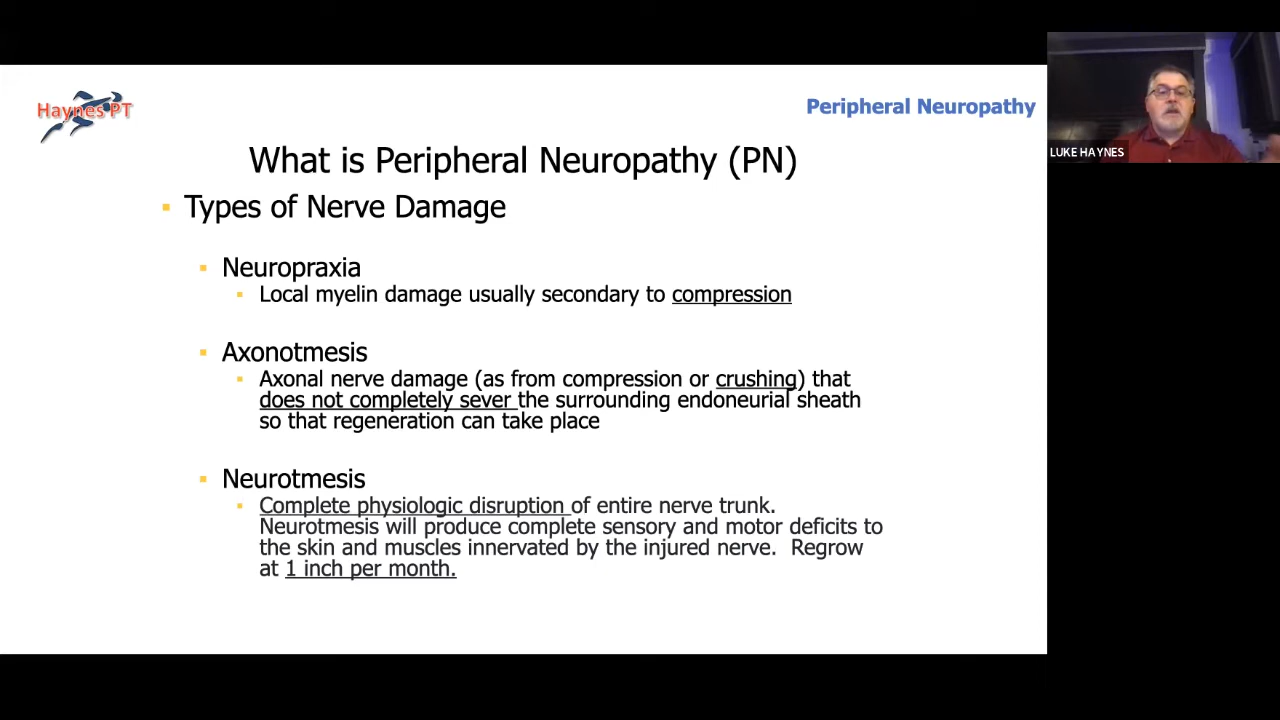 Haynes PT
Peripheral Neuropathy
LUKE HAYNES
What is Peripheral Neuropathy (PN)
Types of Nerve Damage
Neuropraxia
Local myelin damage usually secondary to compression
Axonotmesis
Axonal nerve damage (as from compression or crushing) that
does not completely sever the surrounding endoneurial sheath
so that regeneration can take place
Neurotmesis
Complete physiologic disruption of entire nerve trunk.
Neurotmesis will produce complete sensory and motor deficits to
the skin and muscles innervated by the injured nerve.  Regrow
at 1 inch per month.